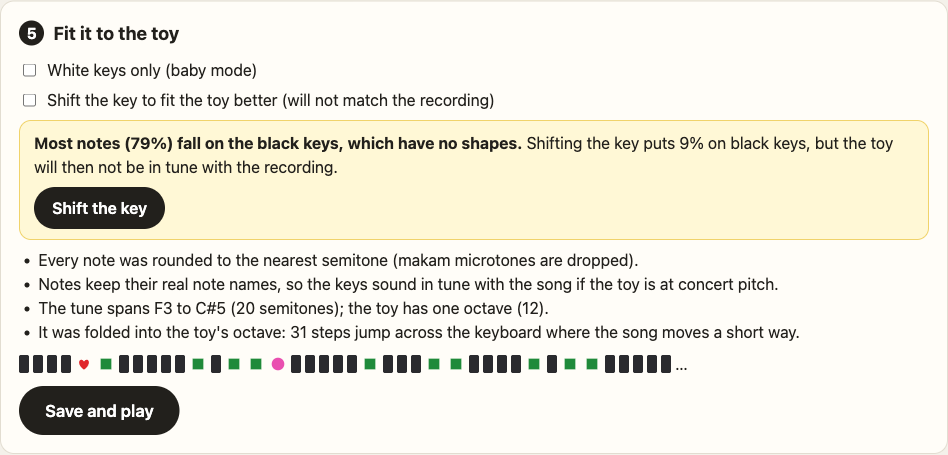 5 Fit it to the toy
White keys only (baby mode)
Shift the key to fit the toy better (will not match the recording)
Most notes (79%) fall on the black keys, which have no shapes. Shifting the key puts 9% on black keys, but the toy
will then not be in tune with the recording.
Shift the key
• Every note was rounded to the nearest semitone (makam microtones are dropped).
• Notes keep their real note names, so the keys sound in tune with the song if the toy is at concert pitch.
• The tune spans F3 to C#5 (20 semitones); the toy has one octave (12).
• It was folded into the toy's octave: 31 steps jump across the keyboard where the song moves a short way.
...
Save and play